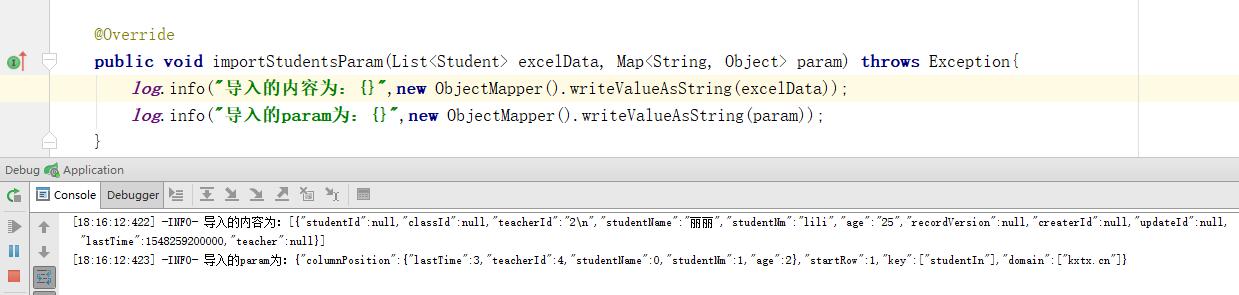 @Override
public void importStudentsParam(List<Student> excelData, Map<String, Object> param) throws Exception{
log.info("导入的内容为：{}",new ObjectMapper().writeValueAsString(excelData));
log.info("导入的param为：{}",new ObjectMapper().writeValueAsString(param));
}
Debug Application
Console Debugger
[18:16:12:422] -INFO- 导入的内容为：[{"studentId":null,"classId":null,"teacherId":"2\n","studentName":"丽丽","studentNm":"lili","age":"25","recordVersion":null,"createrId":null,"updateId":null,
"lastTime":1548259200000,"teacher":null}]
[18:16:12:423] -INFO- 导入的param为：{"columnPosition":{"lastTime":3,"teacherId":4,"studentName":0,"studentNm":1,"age":2},"startRow":1,"key":["studentIn"],"domain":["kxtx.cn"]}